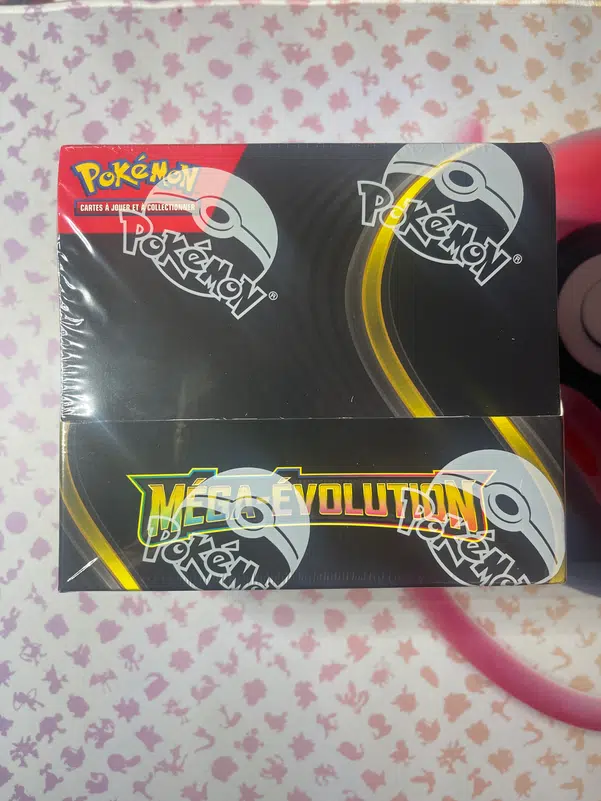 POKéMON
CARTES À JOUER ET À COLLECTIONNER
POKéMON®
POKéMON®
MÉGA-ÉVOLUTION
POKéMON
POKéMON